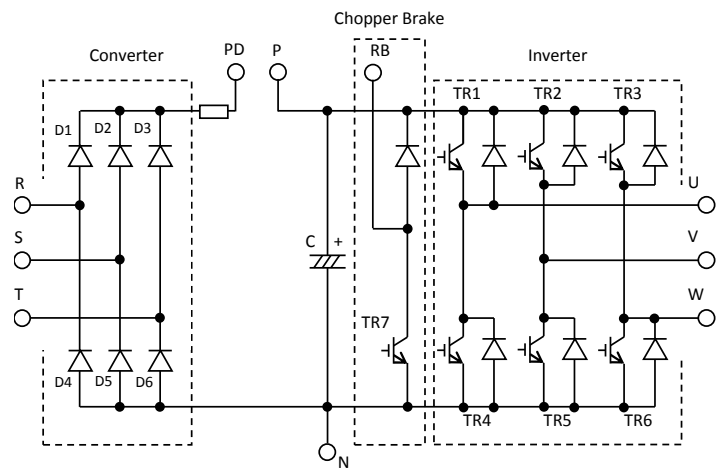 Chopper Brake
Converter
PD
P
RB
Inverter
D1
D2
D3
TR1
TR2
TR3
R
U
S
C
+
V
T
TR7
W
D4
D5
D6
TR4
TR5
TR6
N